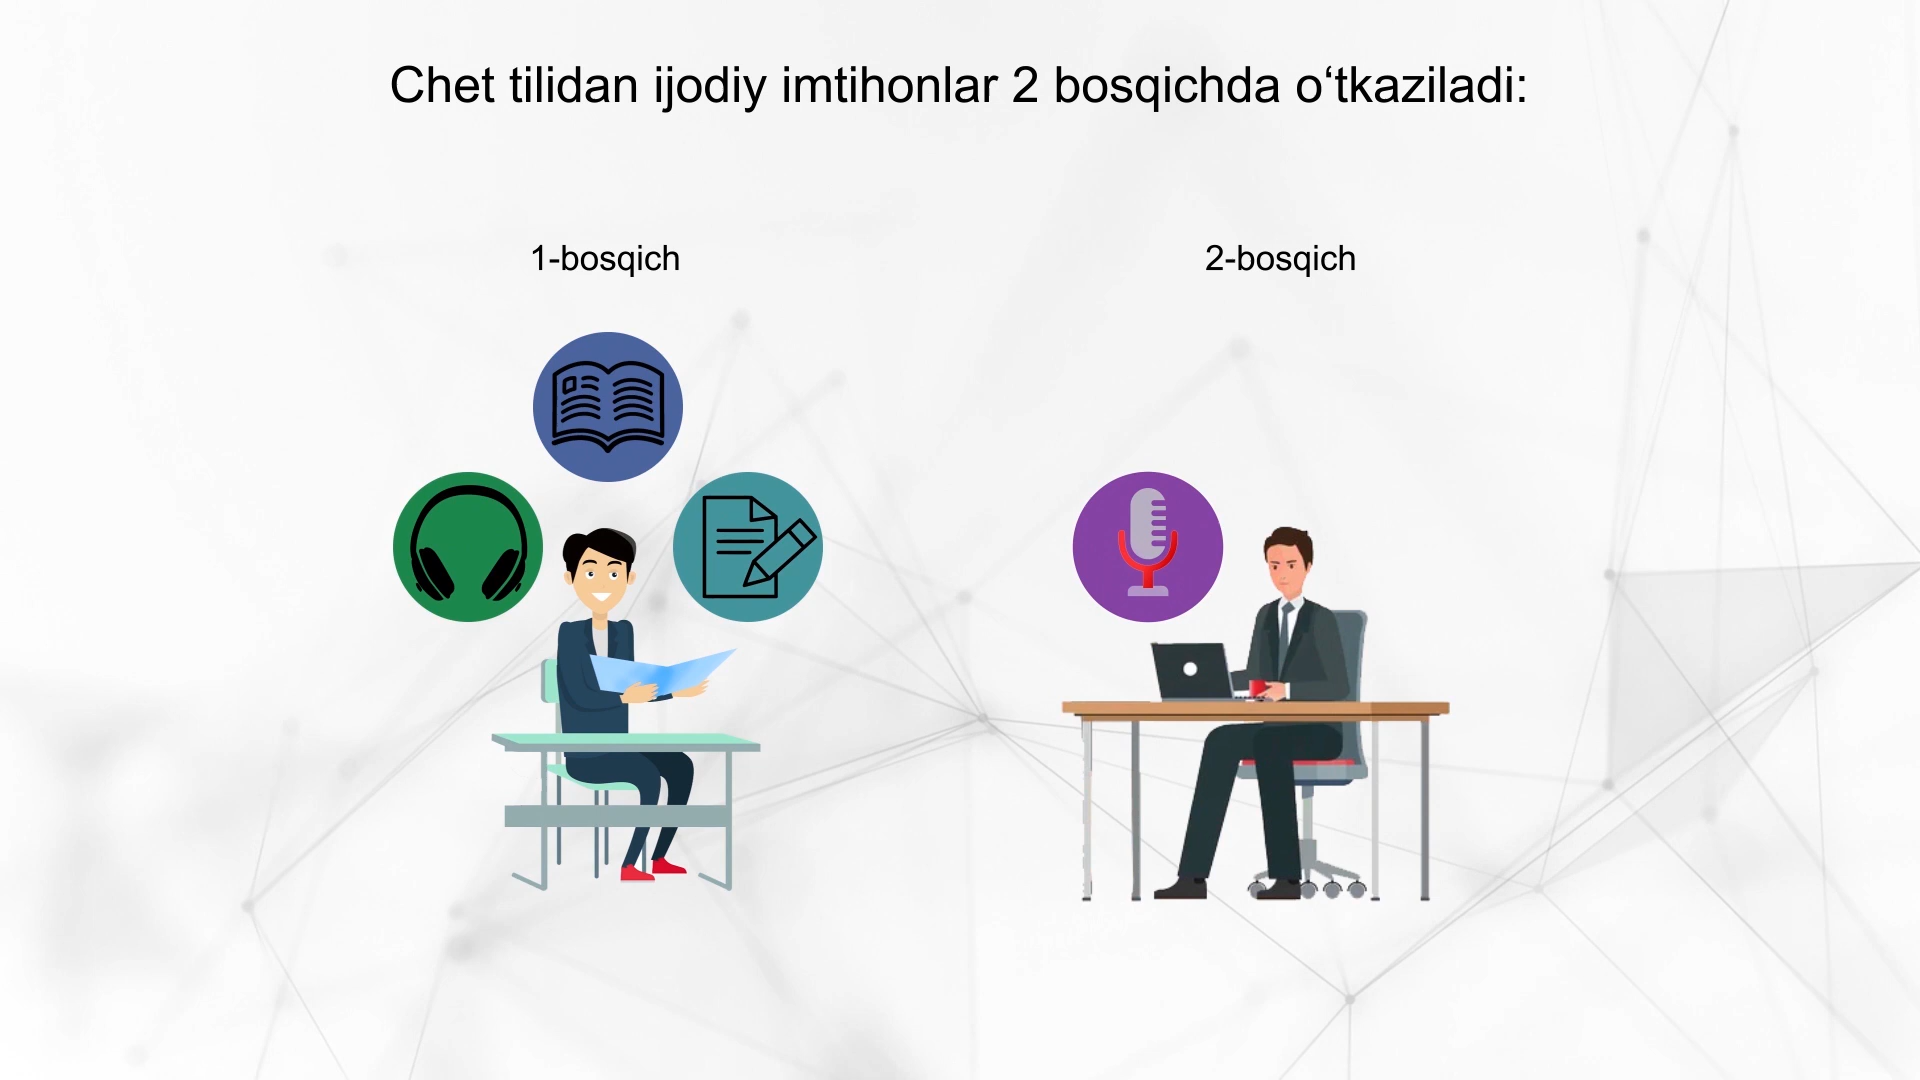 Chet tilidan ijodiy imtihonlar 2 bosqichda o‘tkaziladi:
1-bosqich
2-bosqich